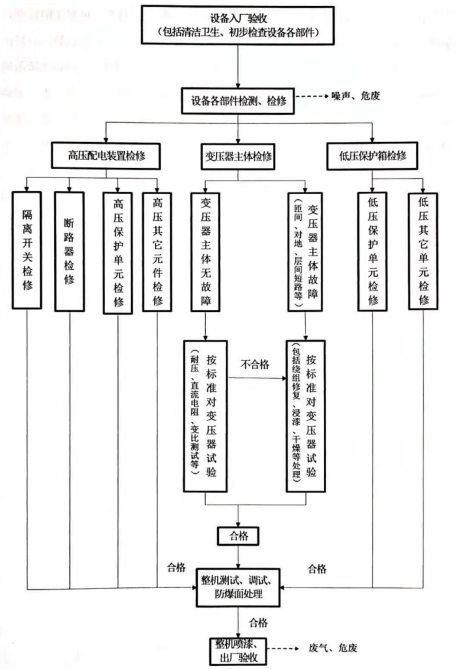 设备入厂验收
(包括清洁卫生、初步检查设备各部件)
设备各部件检测、检修
噪声、危废
高压配电装置检修
变压器主体检修
低压保护箱检修
隔离开关检修
断路器检修
高压保护单元检修
高压其它元件检修
变压器主体无故障
变压器主体故障
(匝间、对地、层间短路等)
低压保护单元检修
低压其它元件检修
按标准对变压器试验
(耐压、直流电阻、变比测试等)
不合格
按标准对变压器试验
(包括绕组修复、浸漆、干燥等处理)
合格
合格
合格
整机测试、调试、
防爆面处理
合格
整机喷漆、
出厂验收
废气、危废